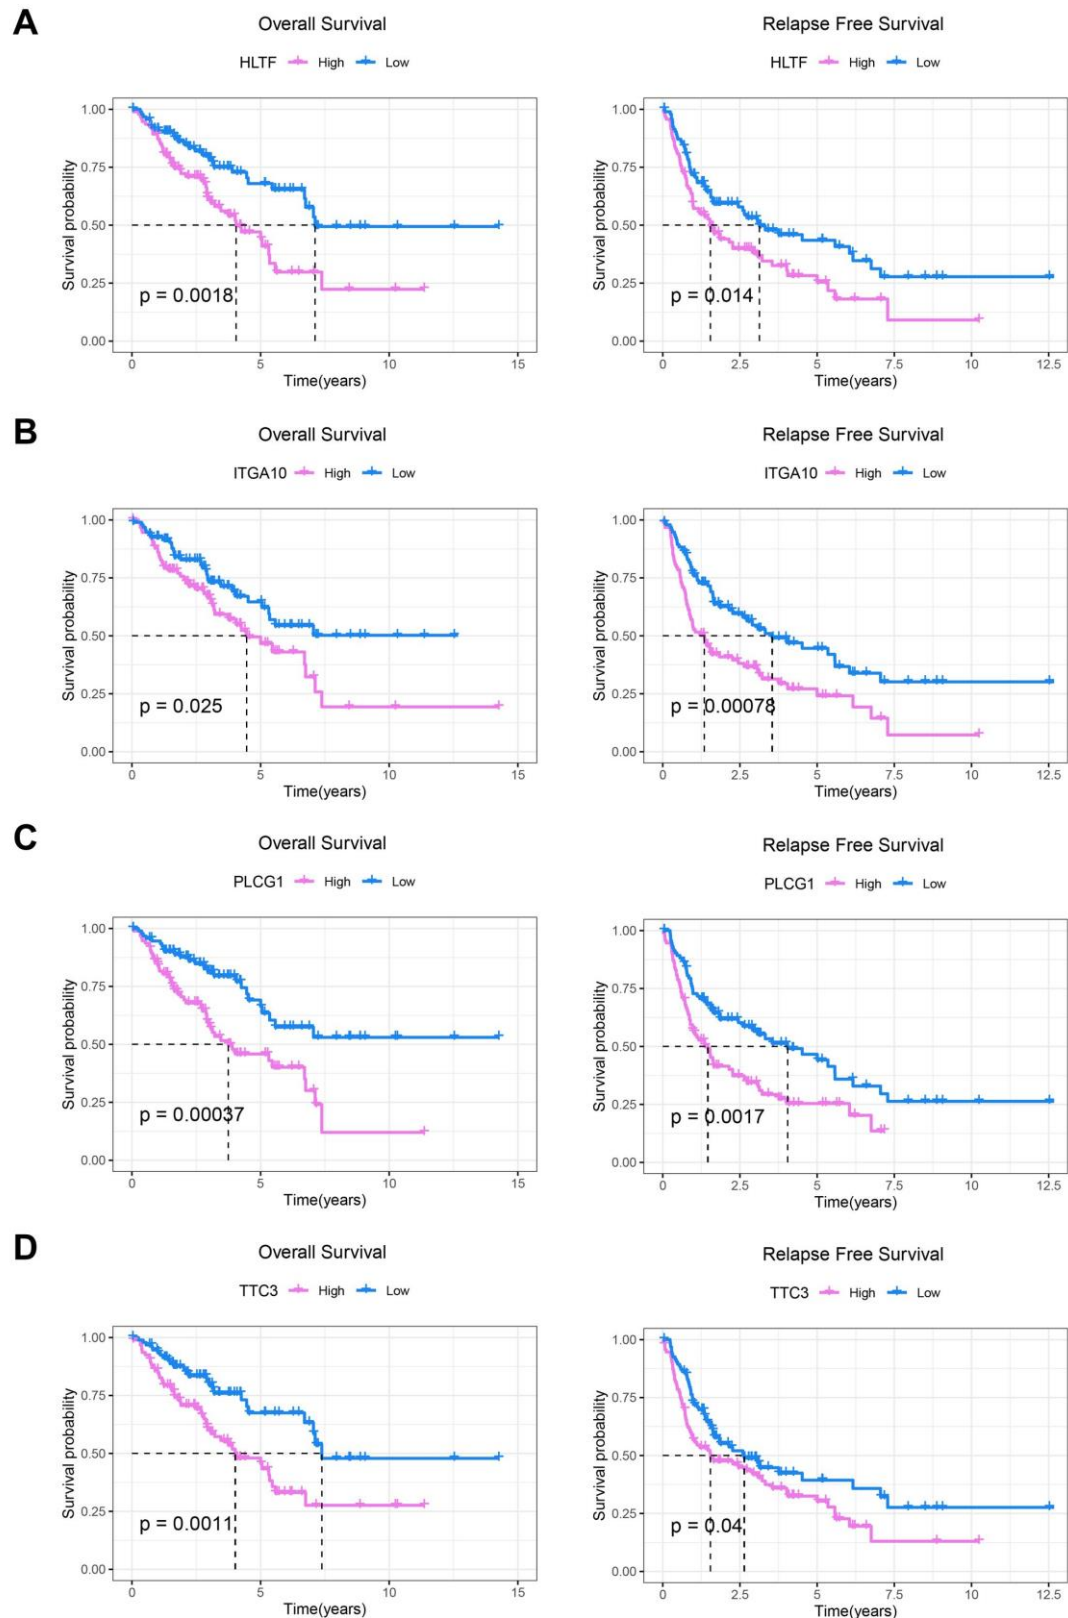 A
Overall Survival
HLTF High Low
Survival probability
1.00
0.75
0.50
0.25
0.00
p = 0.0018
0 5 10 15
Time(years)
Relapse Free Survival
HLTF High Low
Survival probability
1.00
0.75
0.50
0.25
0.00
p = 0.014
0 2.5 5 7.5 10 12.5
Time(years)
B
Overall Survival
ITGA10 High Low
Survival probability
1.00
0.75
0.50
0.25
0.00
p = 0.025
0 5 10 15
Time(years)
Relapse Free Survival
ITGA10 High Low
Survival probability
1.00
0.75
0.50
0.25
0.00
p = 0.00078
0 2.5 5 7.5 10 12.5
Time(years)
C
Overall Survival
PLCG1 High Low
Survival probability
1.00
0.75
0.50
0.25
0.00
p = 0.00037
0 5 10 15
Time(years)
Relapse Free Survival
PLCG1 High Low
Survival probability
1.00
0.75
0.50
0.25
0.00
p = 0.0017
0 2.5 5 7.5 10 12.5
Time(years)
D
Overall Survival
TTC3 High Low
Survival probability
1.00
0.75
0.50
0.25
0.00
p = 0.0011
0 5 10 15
Time(years)
Relapse Free Survival
TTC3 High Low
Survival probability
1.00
0.75
0.50
0.25
0.00
p = 0.04
0 2.5 5 7.5 10 12.5
Time(years)